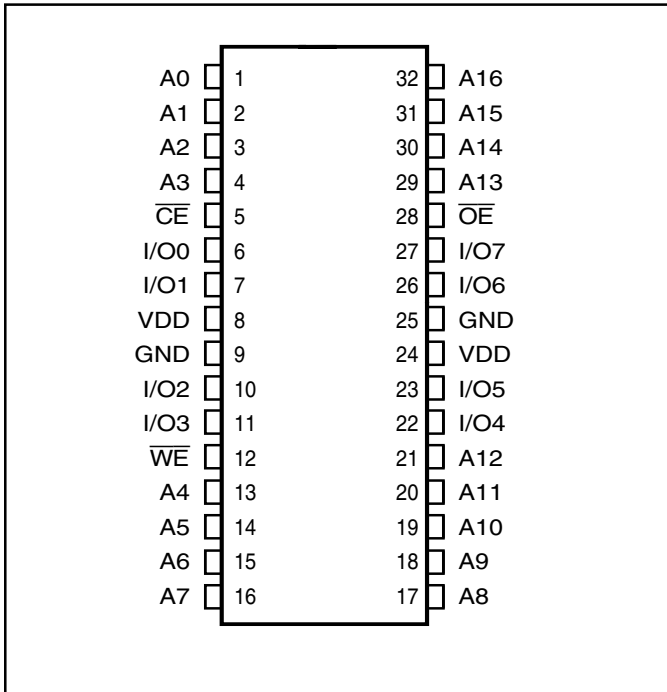 A0 1 32 A16
A1 2 31 A15
A2 3 30 A14
A3 4 29 A13
C̅E̅ 5 28 O̅E̅
I/O0 6 27 I/O7
I/O1 7 26 I/O6
VDD 8 25 GND
GND 9 24 VDD
I/O2 10 23 I/O5
I/O3 11 22 I/O4
W̅E̅ 12 21 A12
A4 13 20 A11
A5 14 19 A10
A6 15 18 A9
A7 16 17 A8